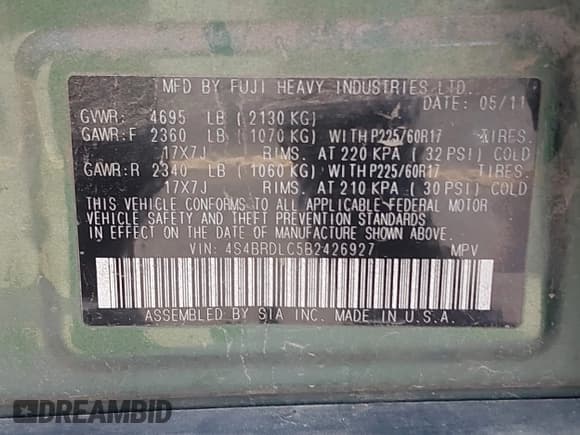 MFD BY FUJI HEAVY INDUSTRIES LTD.
DATE: 05/11
GVWR: 4695 LB ( 2130 KG)
GAWR:F 2360 LB ( 1070 KG) WITH P225/60R17 TIRES.
17X7J RIMS. AT 220 KPA ( 32 PSI) COLD
GAWR:R 2340 LB ( 1060 KG) WITH P225/60R17 TIRES.
17X7J RIMS. AT 210 KPA ( 30 PSI) COLD
THIS VEHICLE CONFORMS TO ALL APPLICABLE FEDERAL MOTOR
VEHICLE SAFETY AND THEFT PREVENTION STANDARDS
IN EFFECT ON THE DATE OF MANUFACTURE SHOWN ABOVE.
VIN: 4S4BRDLC5B2426927 MPV
ASSEMBLED BY SIA INC. MADE IN U.S.A.
DREAMBID